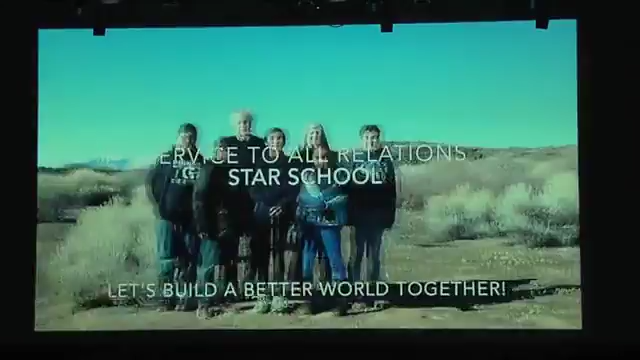 SERVICE TO ALL RELATIONS
STAR SCHOOL
LET'S BUILD A BETTER WORLD TOGETHER!